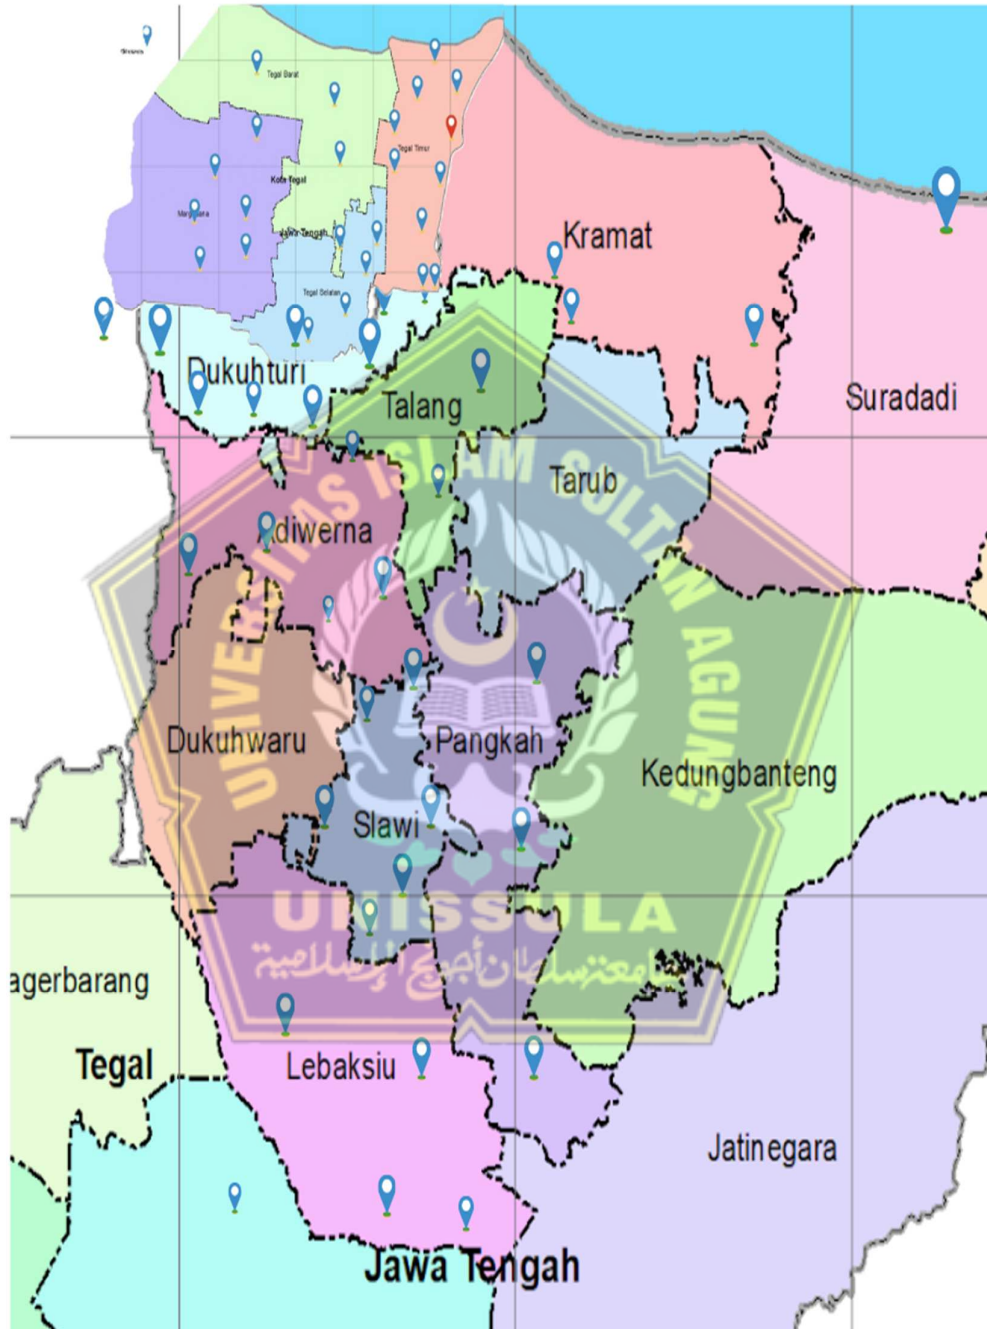 Tegal Barat
Tegal Timur
Kota Tegal
Margadana
Jawa Tengah
Tegal Selatan
Kramat
Dukuhturi
Talang
Suradadi
Tarub
Adiwerna
UNIVERSITAS ISLAM SULTAN AGUNG
Dukuhwaru
Pangkah
Kedungbanteng
Slawi
UNISSULA
جامعة سلطان أجونج الإسلامية
agerbarang
Tegal
Lebaksiu
Jatinegara
Jawa Tengah